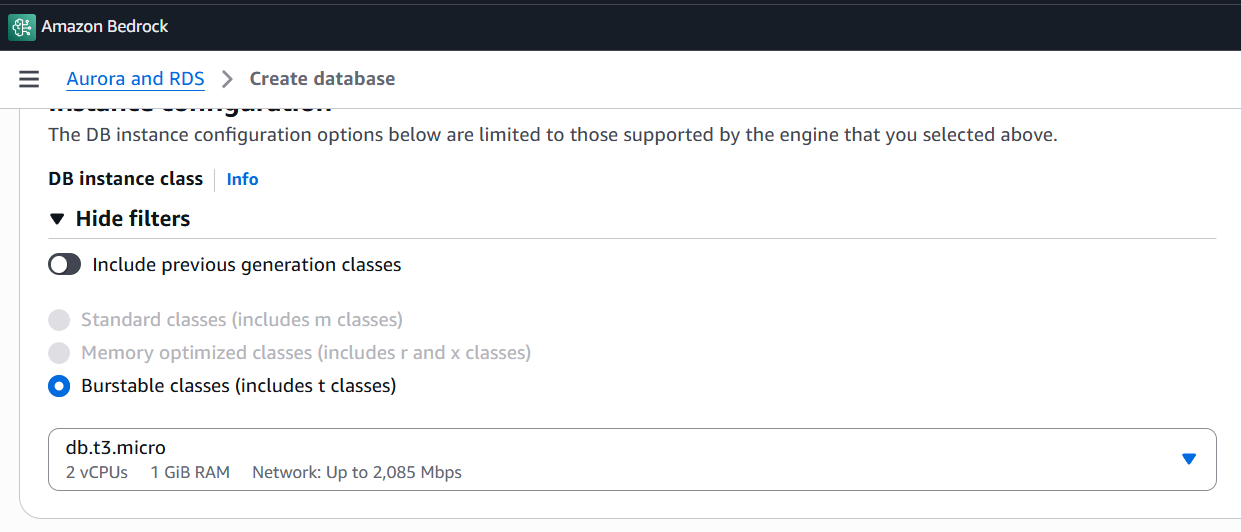 Amazon Bedrock
Aurora and RDS > Create database
Instance configuration
The DB instance configuration options below are limited to those supported by the engine that you selected above.
DB instance class Info
Hide filters
Include previous generation classes
Standard classes (includes m classes)
Memory optimized classes (includes r and x classes)
Burstable classes (includes t classes)
db.t3.micro
2 vCPUs 1 GiB RAM Network: Up to 2,085 Mbps